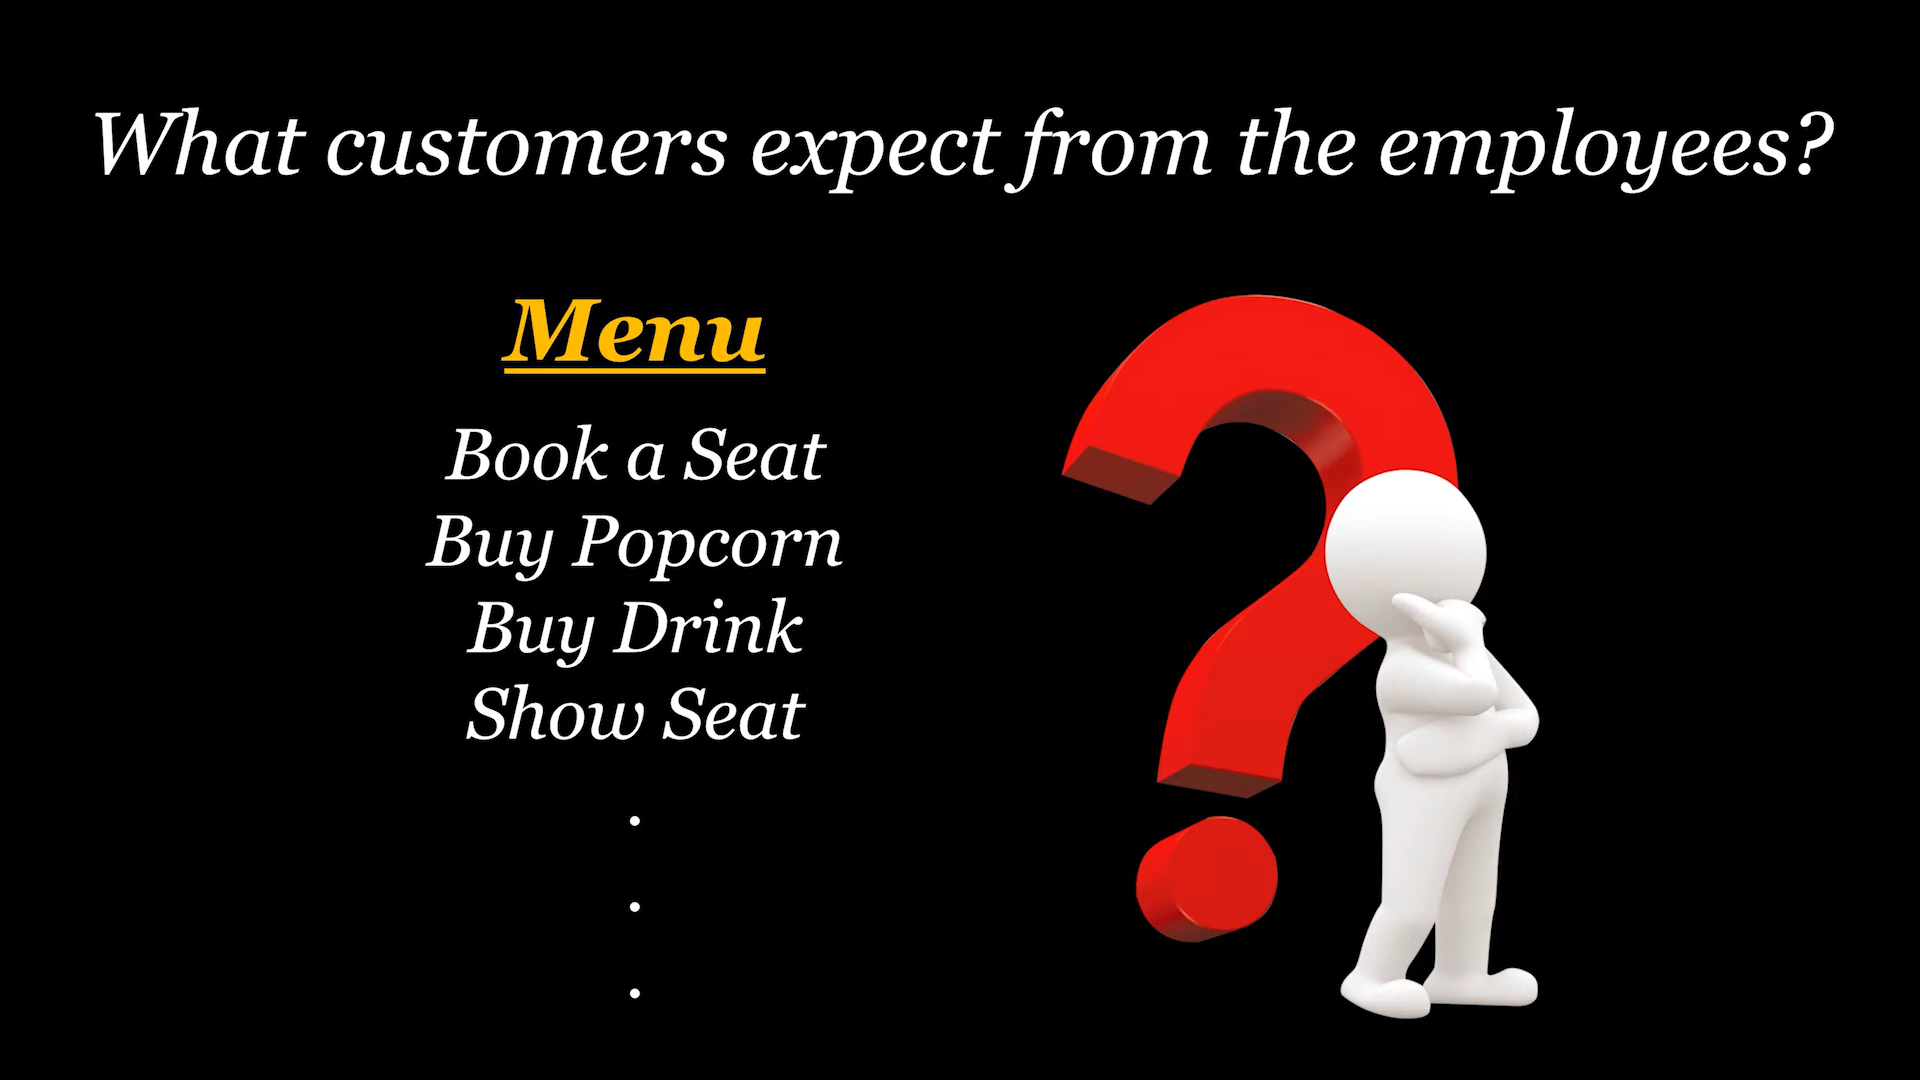 What customers expect from the employees?
Menu
Book a Seat
Buy Popcorn
Buy Drink
Show Seat
.
.
.